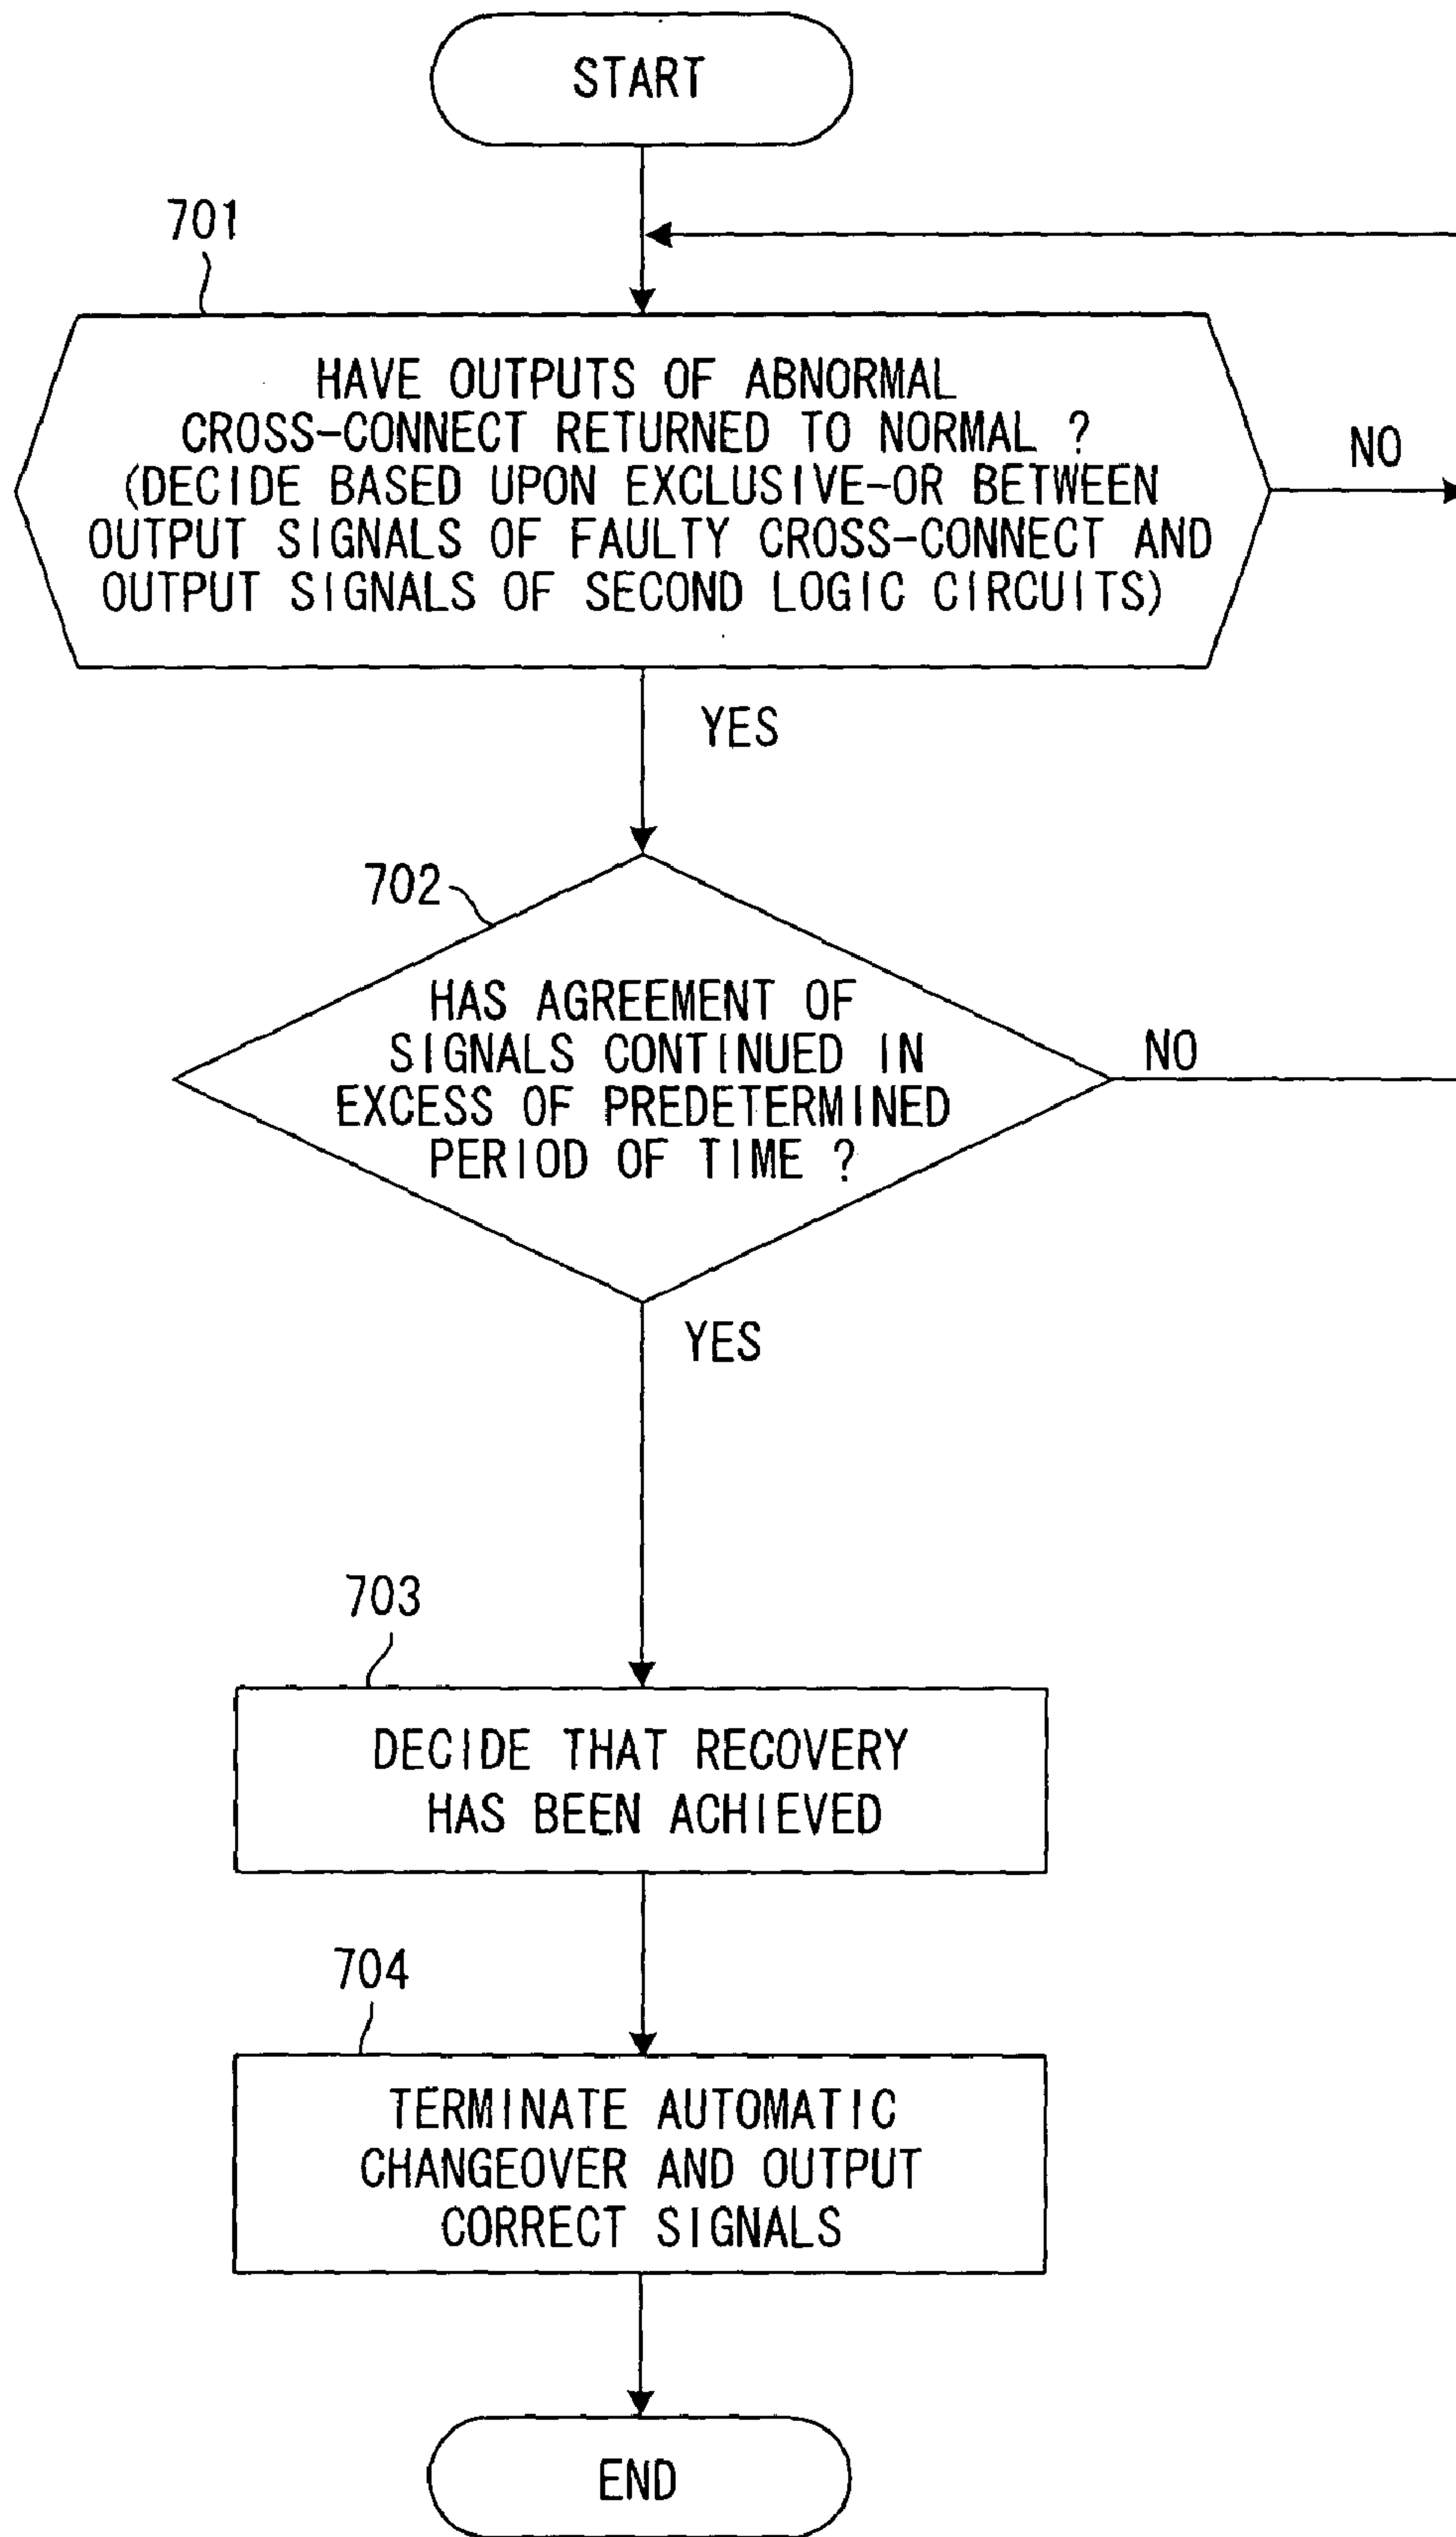 START
701
HAVE OUTPUTS OF ABNORMAL
CROSS-CONNECT RETURNED TO NORMAL ?
(DECIDE BASED UPON EXCLUSIVE-OR BETWEEN
OUTPUT SIGNALS OF FAULTY CROSS-CONNECT AND
OUTPUT SIGNALS OF SECOND LOGIC CIRCUITS)
NO
YES
702
HAS AGREEMENT OF
SIGNALS CONTINUED IN
EXCESS OF PREDETERMINED
PERIOD OF TIME ?
NO
YES
703
DECIDE THAT RECOVERY
HAS BEEN ACHIEVED
704
TERMINATE AUTOMATIC
CHANGEOVER AND OUTPUT
CORRECT SIGNALS
END